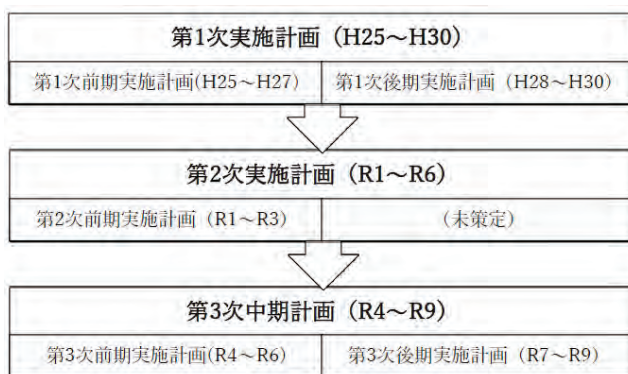 第1次実施計画（H25～H30）
第1次前期実施計画(H25～H27)
第1次後期実施計画（H28～H30）
第2次実施計画（R1～R6）
第2次前期実施計画（R1～R3）
（未策定）
第3次中期計画（R4～R9）
第3次前期実施計画(R4～R6)
第3次後期実施計画（R7～R9）